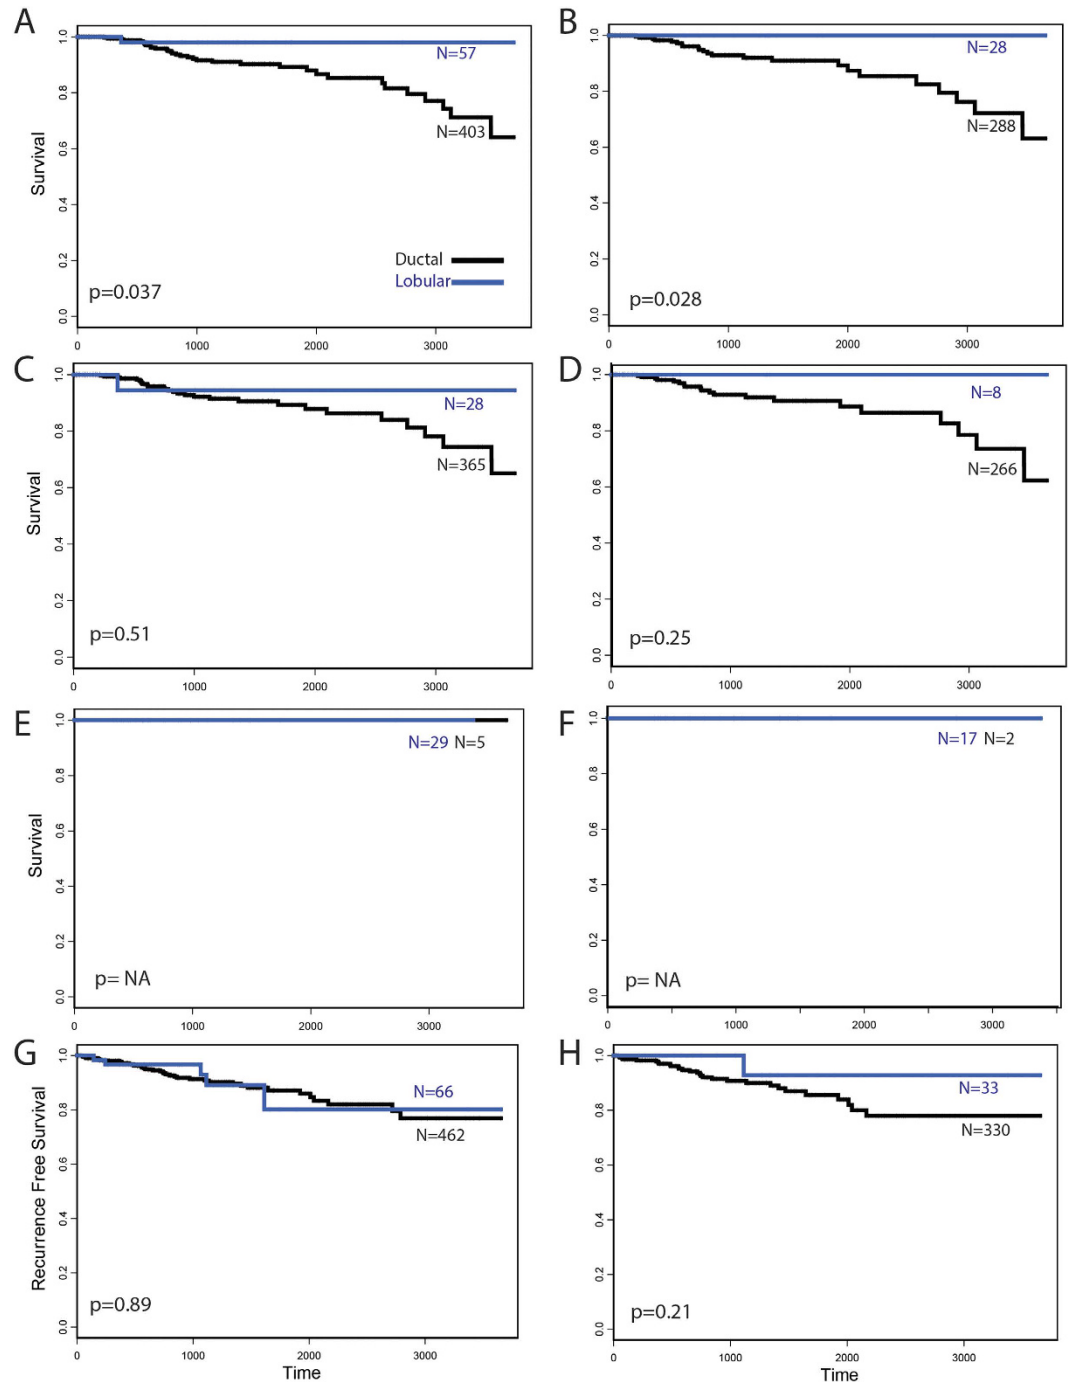 A
1.0
0.8
0.6
0.4
0.2
0.0
Survival
N=57
N=403
Ductal
Lobular
p=0.037
0 1000 2000 3000
B
1.0
0.8
0.6
0.4
0.2
0.0
N=28
N=288
p=0.028
0 1000 2000 3000
C
1.0
0.8
0.6
0.4
0.2
0.0
Survival
N=28
N=365
p=0.51
0 1000 2000 3000
D
1.0
0.8
0.6
0.4
0.2
0.0
N=8
N=266
p=0.25
0 1000 2000 3000
E
1.0
0.8
0.6
0.4
0.2
0.0
Survival
N=29 N=5
p= NA
0 1000 2000 3000
F
1.0
0.8
0.6
0.4
0.2
0.0
N=17 N=2
p= NA
0 1000 2000 3000
G
1.0
0.8
0.6
0.4
0.2
0.0
Recurrence Free Survival
N=66
N=462
p=0.89
0 1000 2000 3000
Time
H
1.0
0.8
0.6
0.4
0.2
0.0
N=33
N=330
p=0.21
0 1000 2000 3000
Time